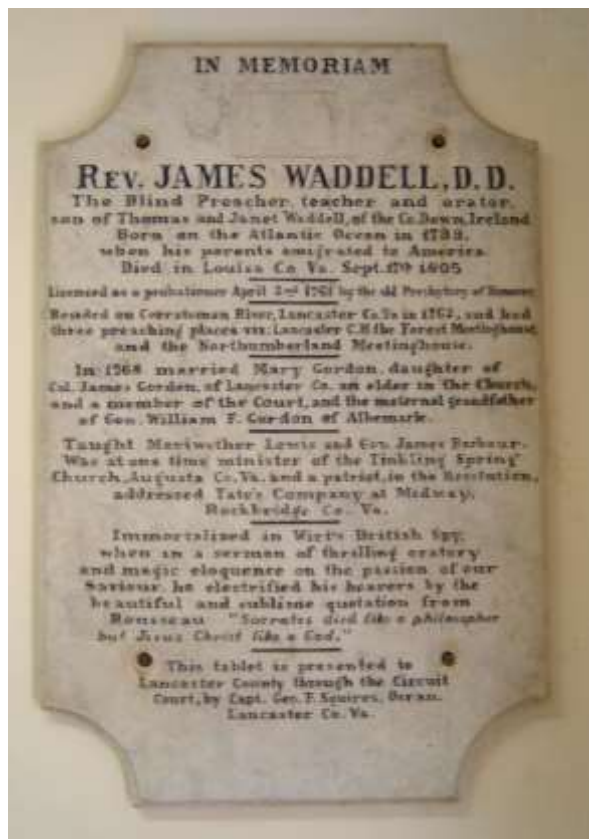 IN MEMORIAM
REV. JAMES WADDELL, D. D.
The Blind Preacher, teacher and orator,
son of Thomas and Janet Waddell, of the Co. Down, Ireland
Born on the Atlantic Ocean in 1739,
when his parents emigrated to America.
Died in Louisa Co. Va. Sept. 17th 1805
Licensed as a probationer April 2nd 1761 by the old Presbytery of Hanover.
Resided on Corrotoman River, Lancaster Co. Va in 1762, and had
three preaching places viz: Lancaster C.H. the Forest Meetinghouse
and the Northumberland Meetinghouse.
In 1768 married Mary Gordon, daughter of
Col. James Gordon, of Lancaster Co. an elder in the Church,
and a member of the Court, and the maternal grandfather
of Gen. William F. Gordon of Albemarle.
Taught Meriwether Lewis and Gov. James Barbour.
Was at one time minister of the Tinkling Spring
Church, Augusta Co. Va. and a patriot, in the Revolution,
addressed Tate's Company at Midway,
Rockbridge Co. Va.
Immortalized in Wirt's British Spy,
when in a sermon of thrilling oratory
and magic eloquence on the passion of our
Saviour, he electrified his hearers by the
beautiful and sublime quotation from
Rousseau "Socrates died like a philosopher
but Jesus Christ like a God."
This tablet is presented to
Lancaster County through the Circuit
Court, by Capt. Geo. F. Squires, Ocran.
Lancaster Co. Va.